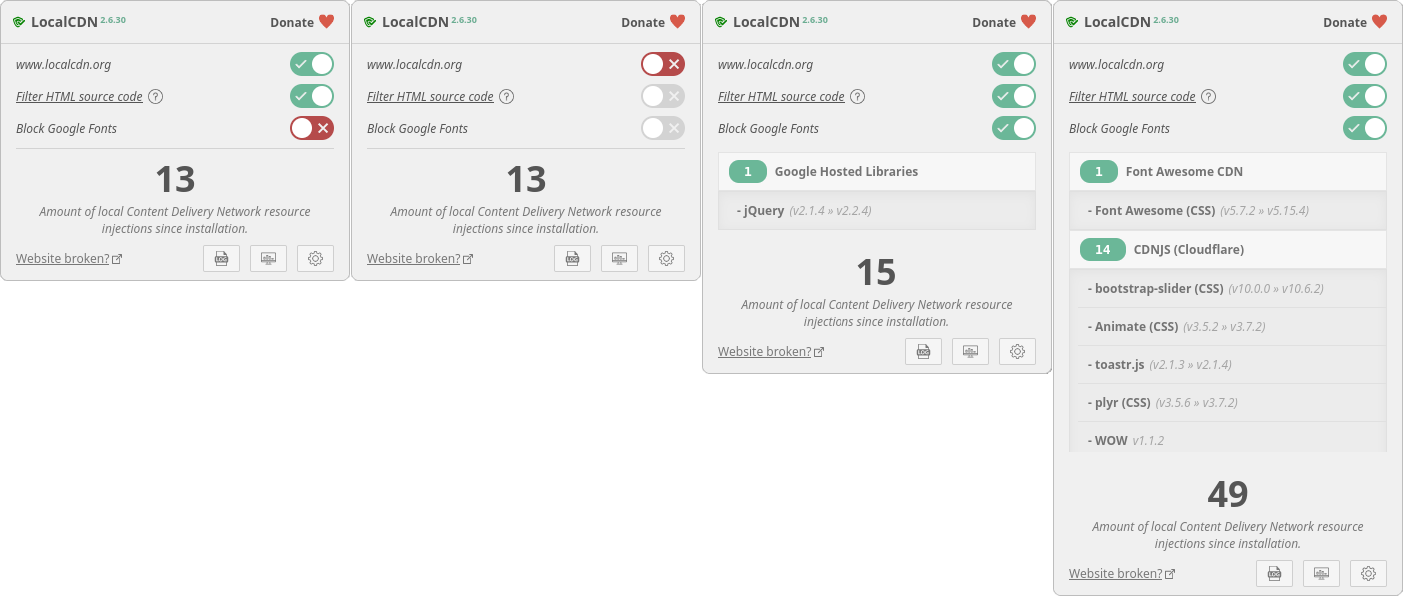 LocalCDN 2.6.30 Donate
www.localcdn.org
Filter HTML source code ?
Block Google Fonts
13
Amount of local Content Delivery Network resource
injections since installation.
Website broken? LOG
LocalCDN 2.6.30 Donate
www.localcdn.org
Filter HTML source code ?
Block Google Fonts
13
Amount of local Content Delivery Network resource
injections since installation.
Website broken? LOG
LocalCDN 2.6.30 Donate
www.localcdn.org
Filter HTML source code ?
Block Google Fonts
1 Google Hosted Libraries
- jQuery (v2.1.4 » v2.2.4)
15
Amount of local Content Delivery Network resource
injections since installation.
Website broken? LOG
LocalCDN 2.6.30 Donate
www.localcdn.org
Filter HTML source code ?
Block Google Fonts
1 Font Awesome CDN
- Font Awesome (CSS) (v5.7.2 » v5.15.4)
14 CDNJS (Cloudflare)
- bootstrap-slider (CSS) (v10.0.0 » v10.6.2)
- Animate (CSS) (v3.5.2 » v3.7.2)
- toastr.js (v2.1.3 » v2.1.4)
- plyr (CSS) (v3.5.6 » v3.7.2)
- WOW v1.1.2
49
Amount of local Content Delivery Network resource
injections since installation.
Website broken? LOG